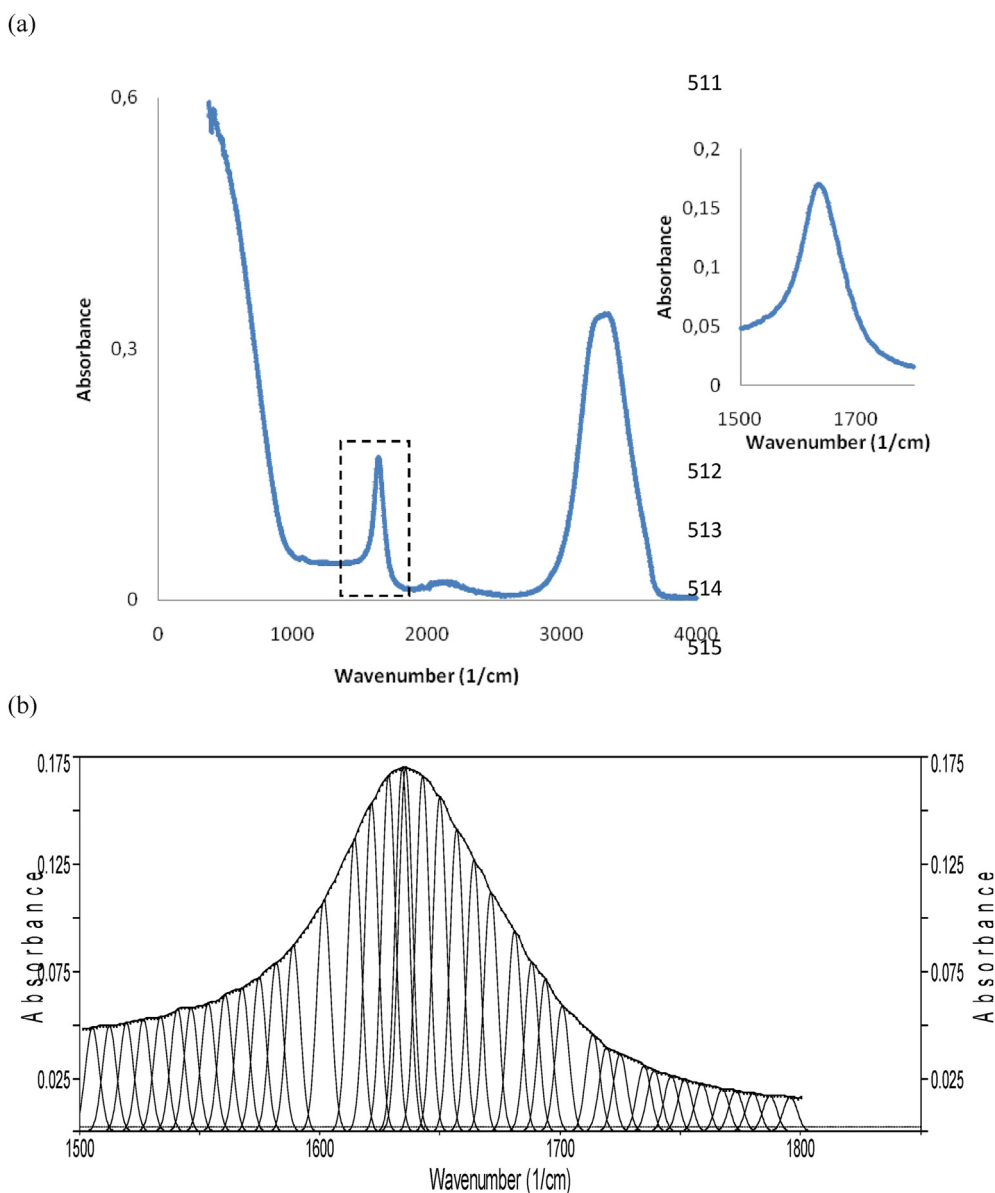 (a)
511
0,6
0,3
0
Absorbance
0 1000 2000 3000 4000
Wavenumber (1/cm)
0,2
0,15
0,1
0,05
0
Absorbance
1500 1700
Wavenumber (1/cm)
512
513
514
515
(b)
0.175 0.175
0.125 0.125
0.075 0.075
0.025 0.025
Absorbance
Absorbance
1500 1600 1700 1800
Wavenumber (1/cm)